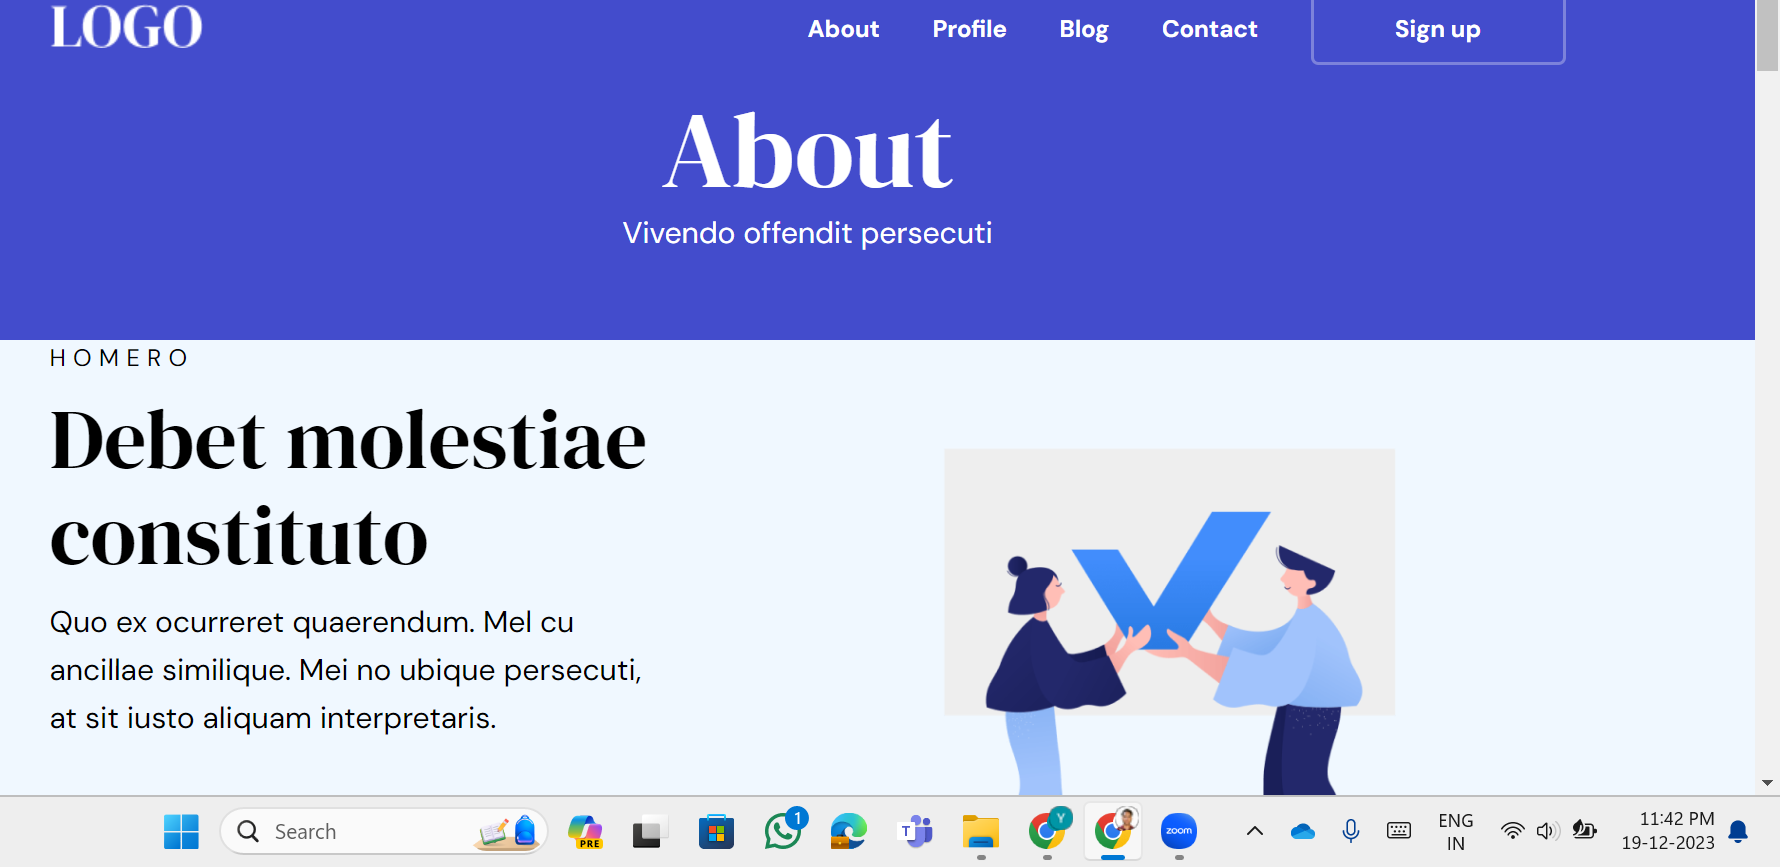 LOGO
About
Profile
Blog
Contact
Sign up
About
Vivendo offendit persecuti
HOMERO
Debet molestiae
constituto
Quo ex ocurreret quaerendum. Mel cu
ancillae similique. Mei no ubique persecuti,
at sit iusto aliquam interpretaris.
Search
PRE
1
T
Y
zoom
ENG
IN
11:42 PM
19-12-2023